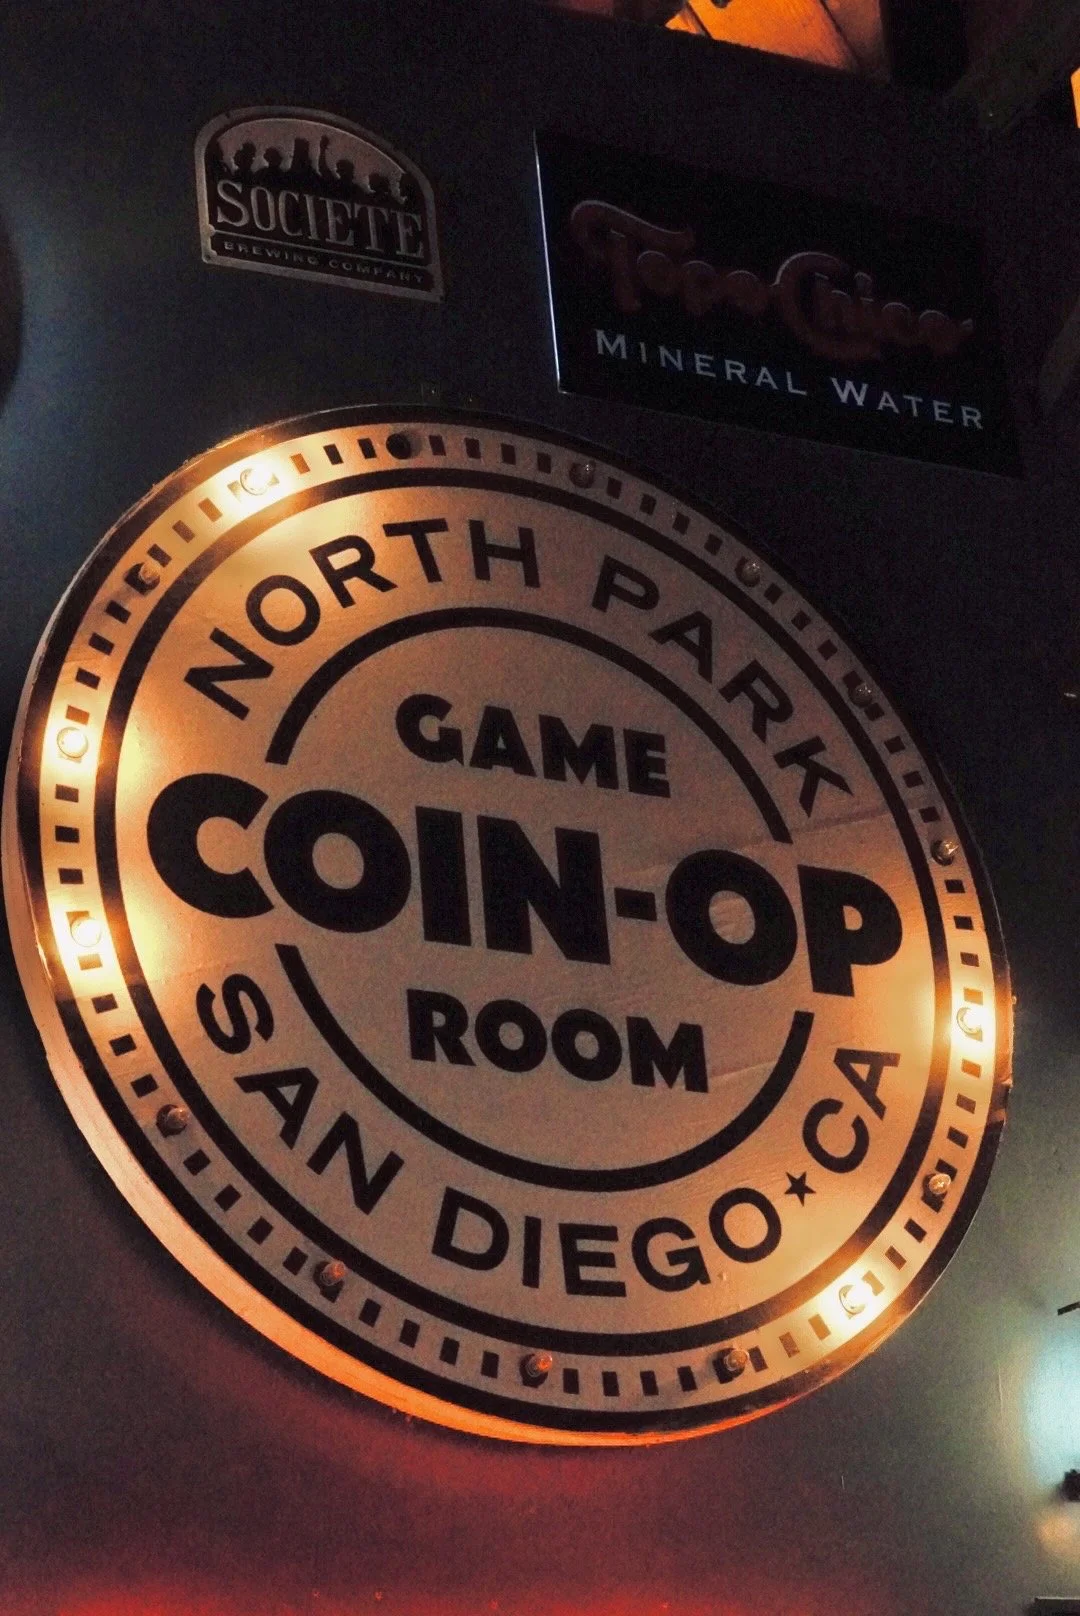 SOCIETE
BREWING COMPANY
Topo Chico
MINERAL WATER
NORTH PARK
GAME
COIN-OP
ROOM
SAN DIEGO★CA